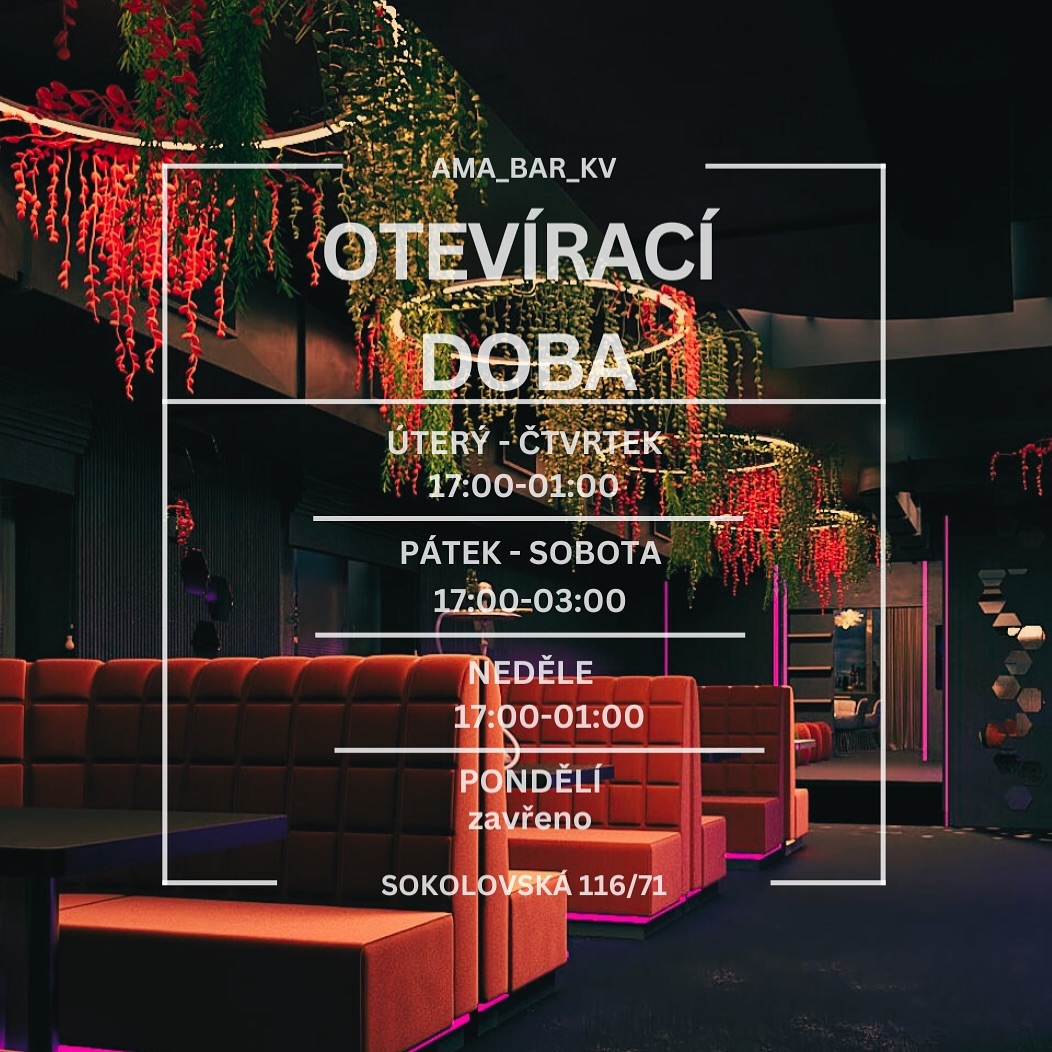 AMA_BAR_KV
OTEVÍRACÍ
DOBA
ÚTERÝ - ČTVRTEK
17:00-01:00
PÁTEK - SOBOTA
17:00-03:00
NEDĚLE
17:00-01:00
PONDĚLÍ
zavřeno
SOKOLOVSKÁ 116/71